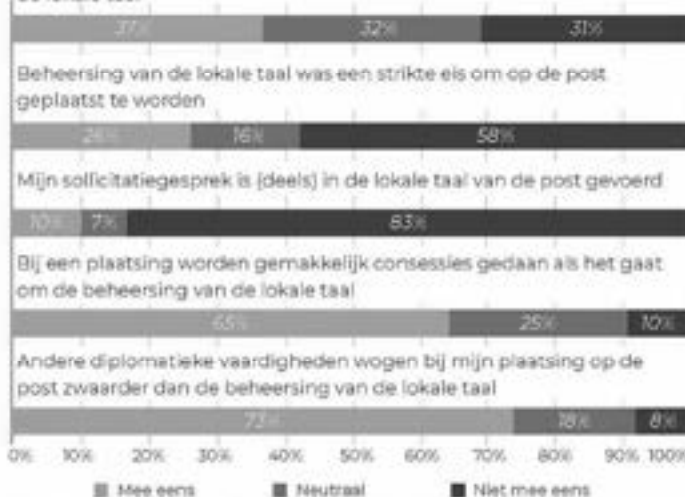 de lokale taal
37% 32% 31%
Beheersing van de lokale taal was een strikte eis om op de post
geplaatst te worden
26% 16% 58%
Mijn sollicitatiegesprek is (deels) in de lokale taal van de post gevoerd
10% 7% 83%
Bij een plaatsing worden gemakkelijk consessies gedaan als het gaat
om de beheersing van de lokale taal
65% 25% 10%
Andere diplomatieke vaardigheden wogen bij mijn plaatsing op de
post zwaarder dan de beheersing van de lokale taal
73% 18% 8%
0% 10% 20% 30% 40% 50% 60% 70% 80% 90% 100%
Mee eens Neutraal Niet mee eens